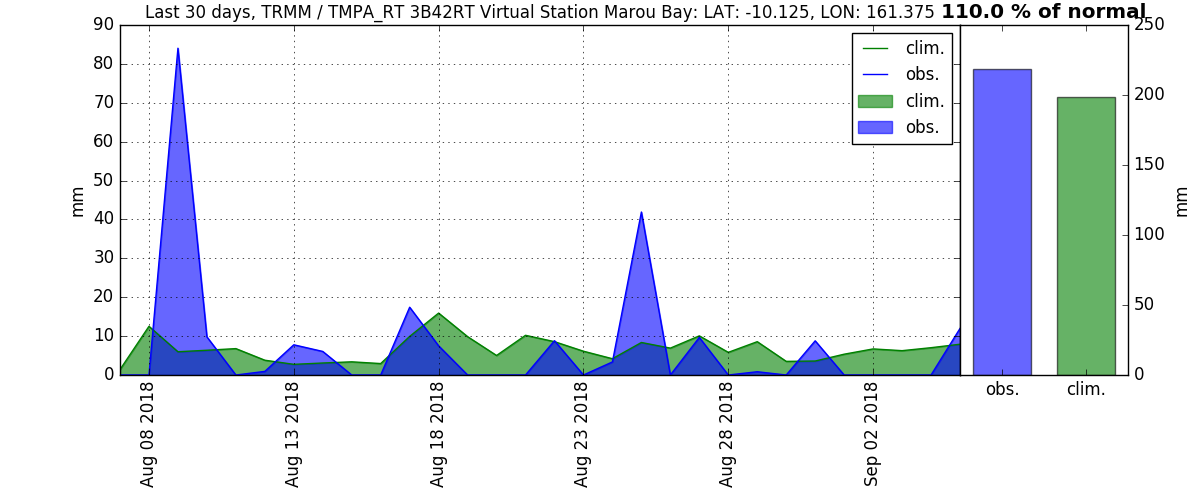 Last 30 days, TRMM / TMPA_RT 3B42RT Virtual Station Marou Bay: LAT: -10.125, LON: 161.375 110.0 % of normal
90
80
70
60
50
40
30
20
10
0
mm
clim.
obs.
clim.
obs.
250
200
150
100
50
0
mm
Aug 08 2018
Aug 13 2018
Aug 18 2018
Aug 23 2018
Aug 28 2018
Sep 02 2018
obs.
clim.